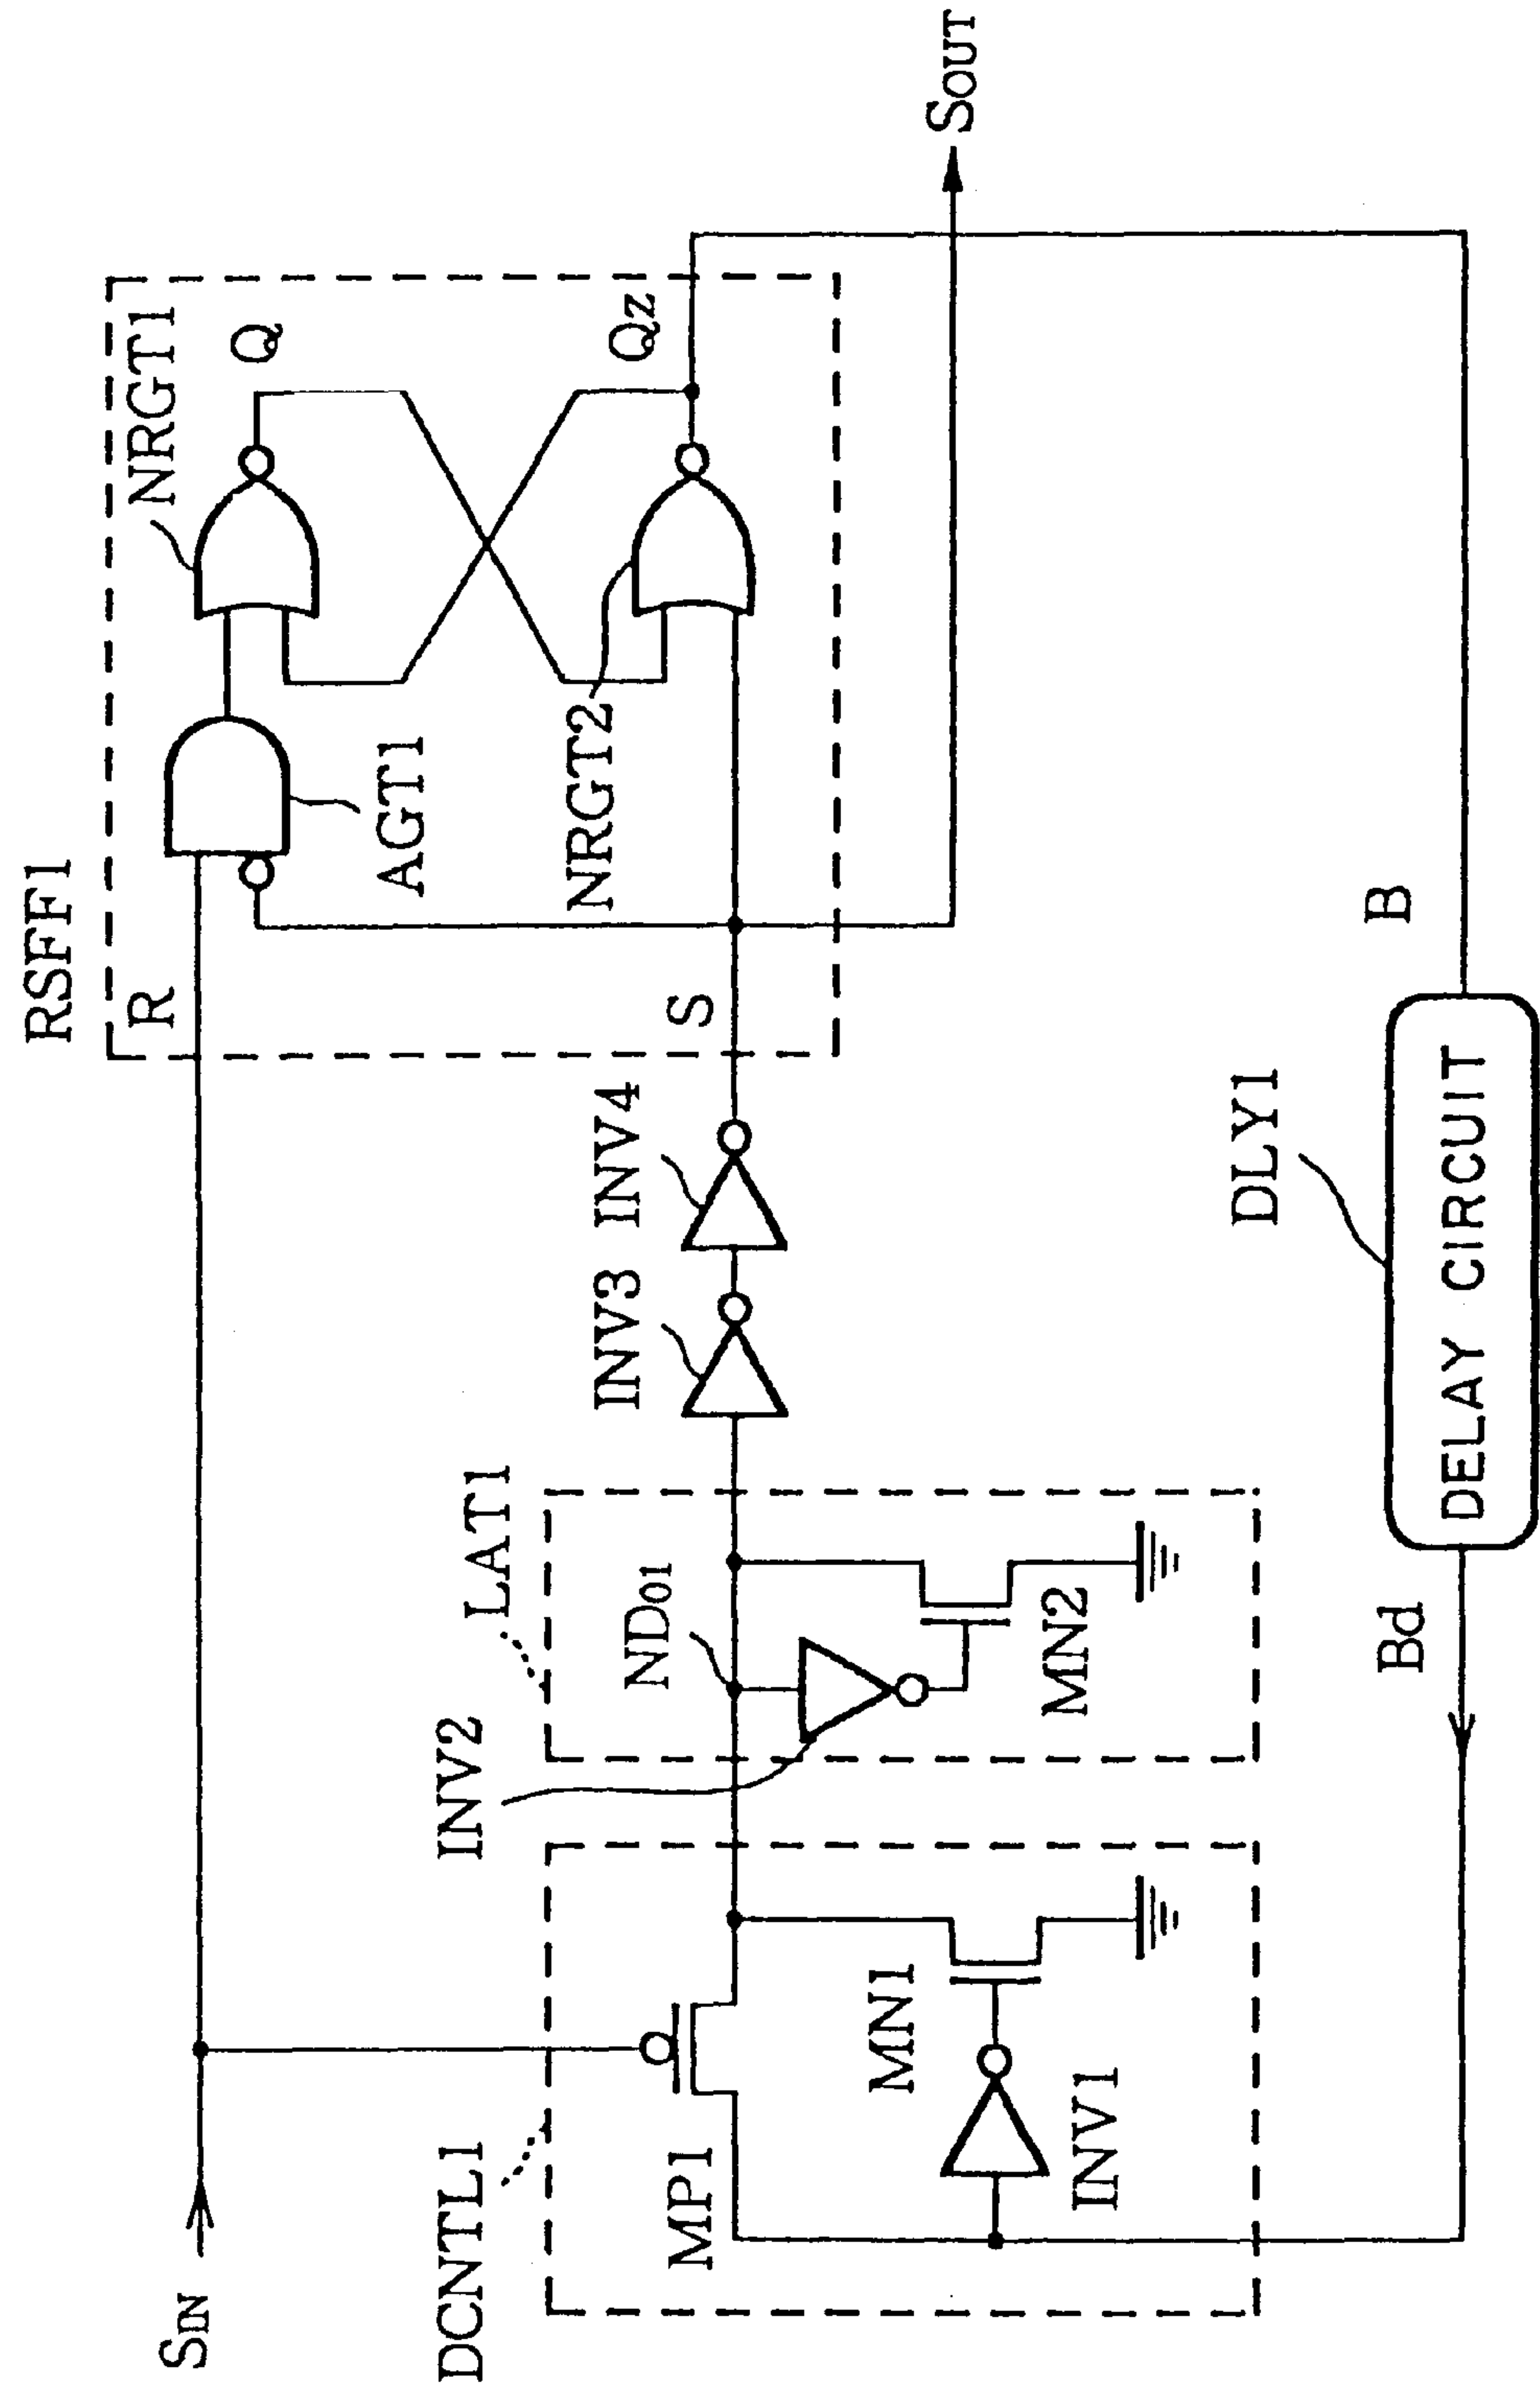 RSFF1
R
NRGT1
Q
AGT1
SIN
DCNTL1
INV2
LAT1
ND01
INV3
INV4
S
NRGT2
Qz
SOUT
MP1
MN1
INV1
MN2
DLY1
Bd
DELAY CIRCUIT
B